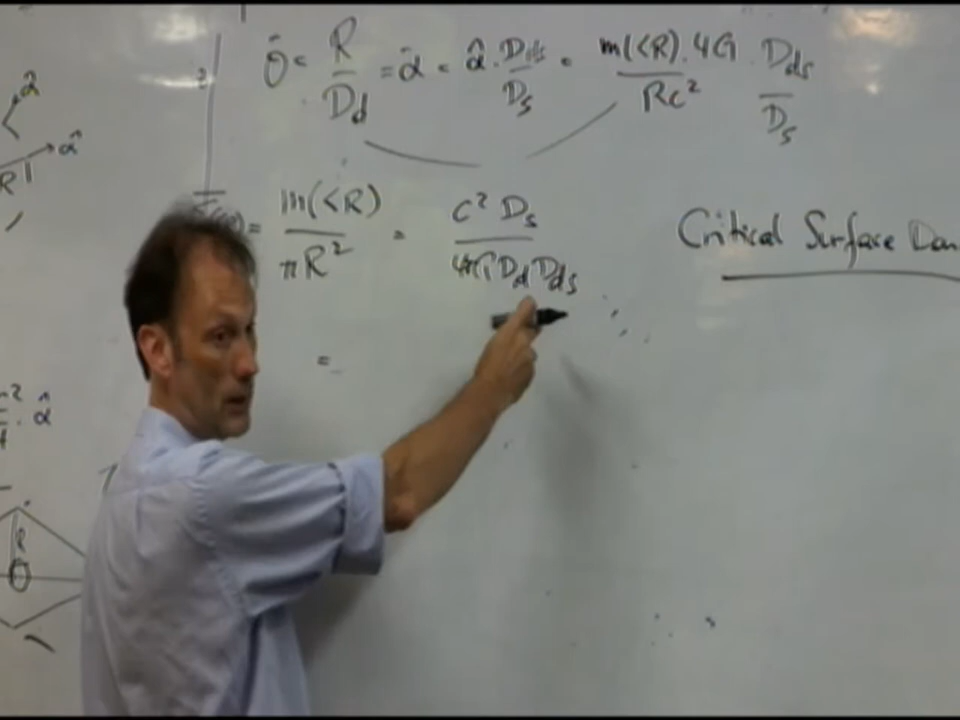 θ = R/D_d = α = α̂ · D_ds/D_s = m(<R) · 4G/Rc² D_ds/D_s
α̂
α̂
R
= m(<R)/πR² = c² D_s/4πG D_d D_ds
Critical Surface Den
=
· α̂
R